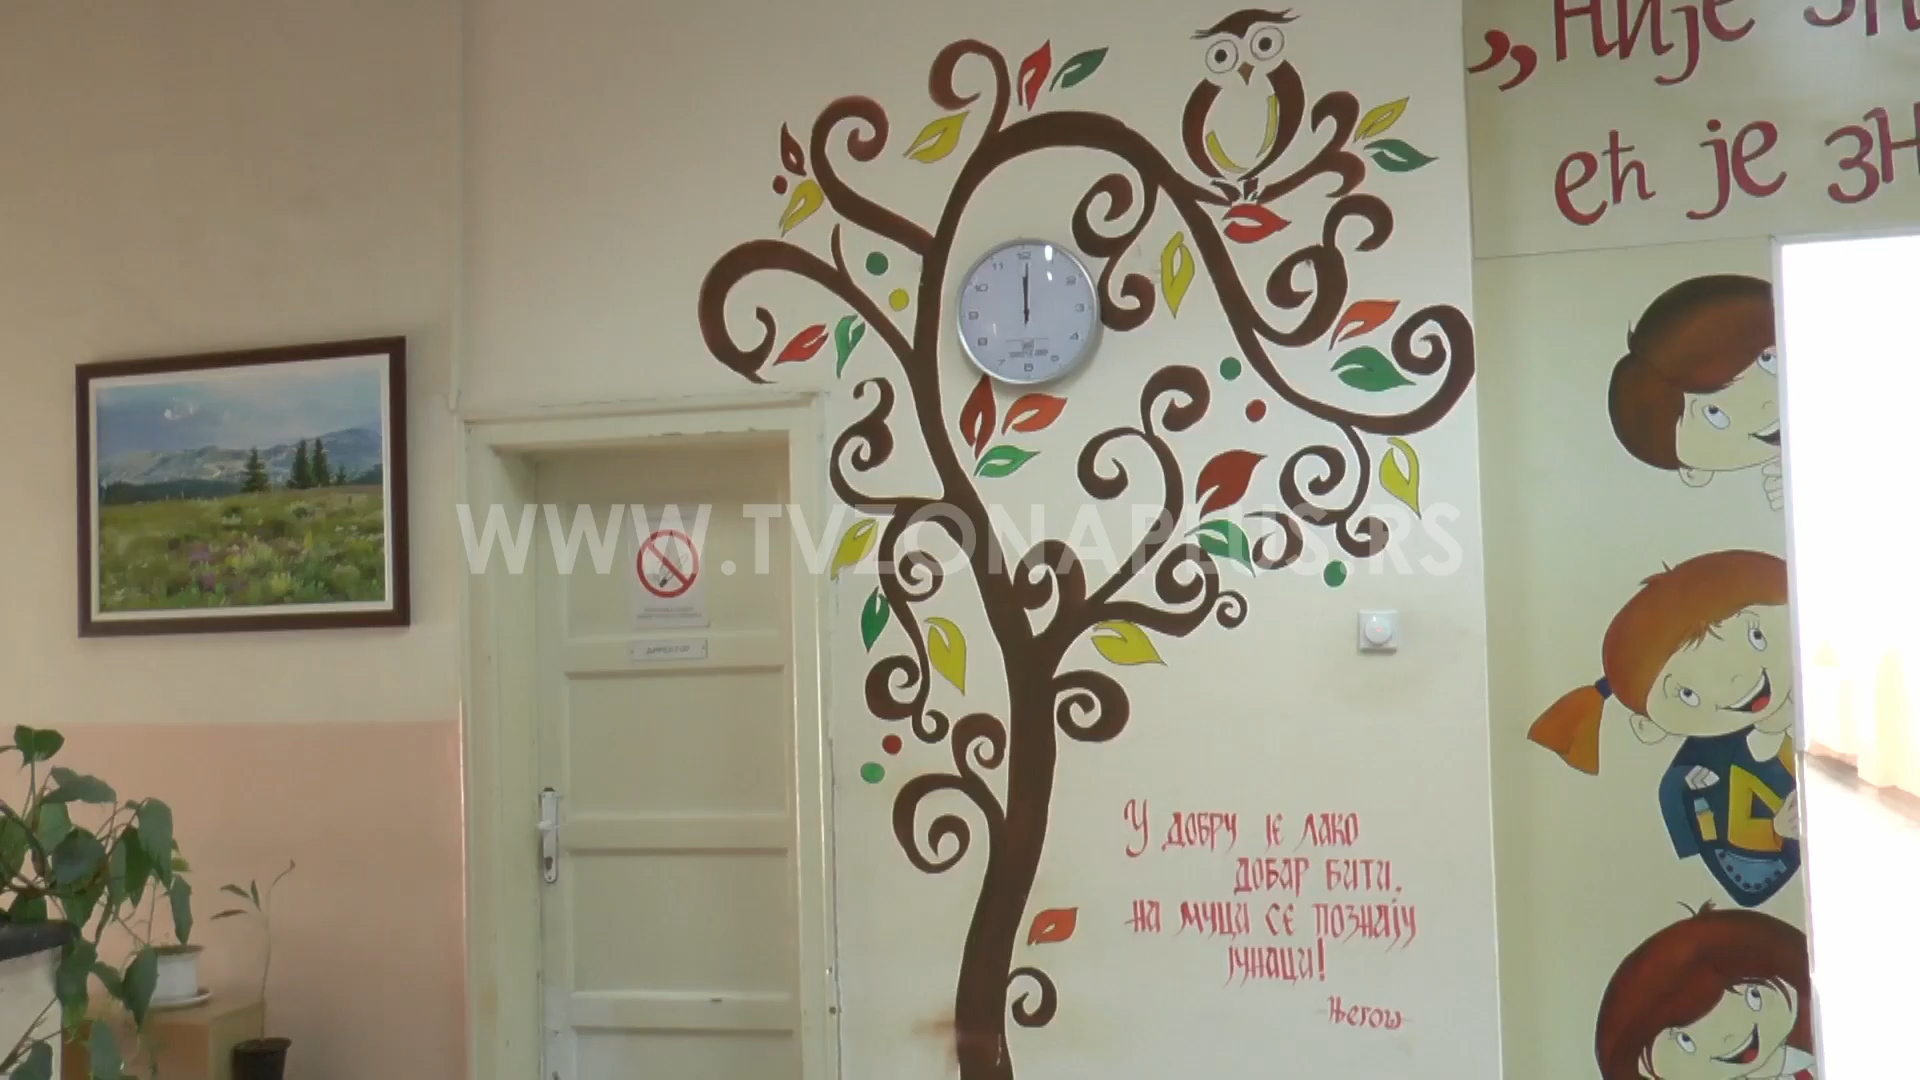 „Није зн
ећ је зн
WWW.TVZONAPLUS.RS
ДИРЕКТОР
У ДОБРУ ЈЕ ЛАКО
ДОБАР БИТИ.
НА МУЦИ СЕ ПОЗНАЈУ
ЈУНАЦИ!
-Његош-